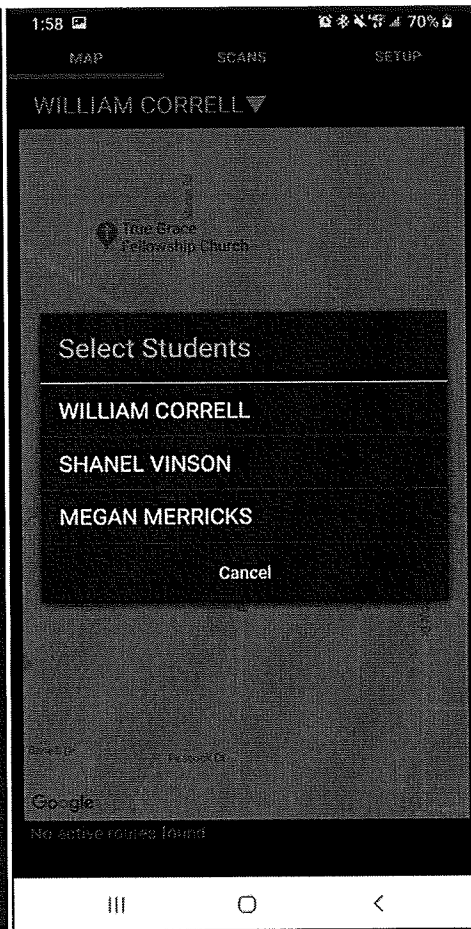 1:58 70%
MAP SCANS SETUP
WILLIAM CORRELL▼
True Grace
Fellowship Church
Select Students
WILLIAM CORRELL
SHANEL VINSON
MEGAN MERRICKS
Cancel
Google
No active routes found